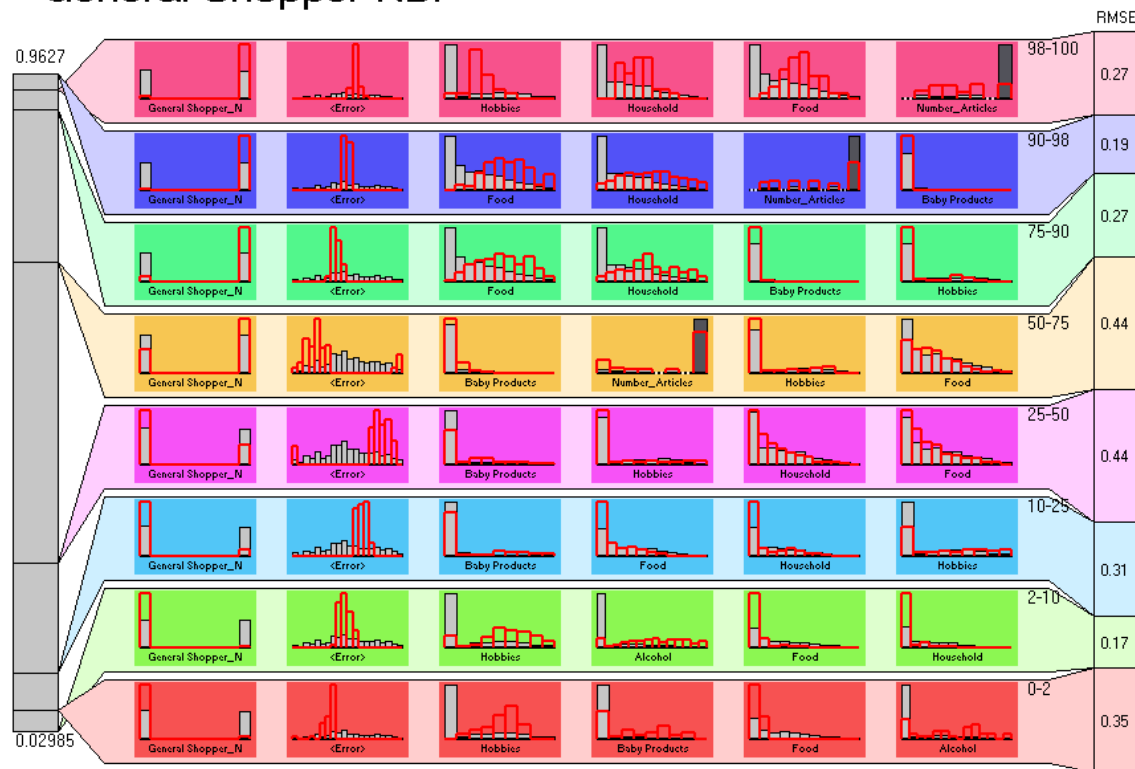 General Shopper RBF
RMSE
0.9627
98-100
0.27
General Shopper_N <Error> Hobbies Household Food Number_Articles
90-98
0.19
General Shopper_N <Error> Food Household Number_Articles Baby Products
75-90
0.27
General Shopper_N <Error> Food Household Baby Products Hobbies
50-75
0.44
General Shopper_N <Error> Baby Products Number_Articles Hobbies Food
25-50
0.44
General Shopper_N <Error> Baby Products Hobbies Household Food
10-25
0.31
General Shopper_N <Error> Baby Products Food Household Hobbies
2-10
0.17
General Shopper_N <Error> Hobbies Alcohol Food Household
0-2
0.35
0.02985
General Shopper_N <Error> Hobbies Baby Products Food Alcohol